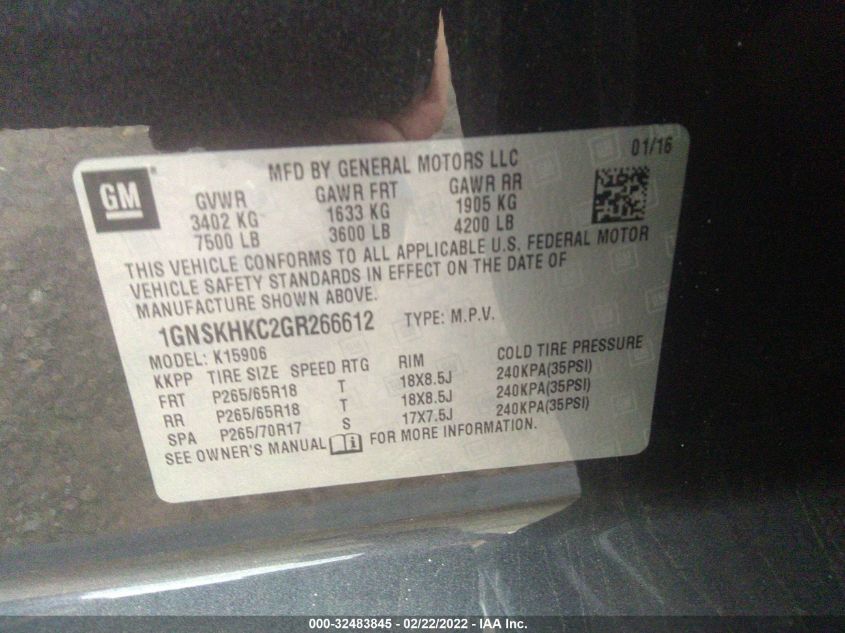 GM
MFD BY GENERAL MOTORS LLC
01/16
GVWR GAWR FRT GAWR RR
3402 KG 1633 KG 1905 KG
7500 LB 3600 LB 4200 LB
THIS VEHICLE CONFORMS TO ALL APPLICABLE U.S. FEDERAL MOTOR
VEHICLE SAFETY STANDARDS IN EFFECT ON THE DATE OF
MANUFACTURE SHOWN ABOVE.
1GNSKHKC2GR266612 TYPE: M.P.V.
MODEL: K15906
KKPP TIRE SIZE SPEED RTG RIM COLD TIRE PRESSURE
FRT P265/65R18 T 18X8.5J 240KPA(35PSI)
RR P265/65R18 T 18X8.5J 240KPA(35PSI)
SPA P265/70R17 S 17X7.5J 240KPA(35PSI)
SEE OWNER'S MANUAL FOR MORE INFORMATION.
000-32483845 - 02/22/2022 - IAA Inc.